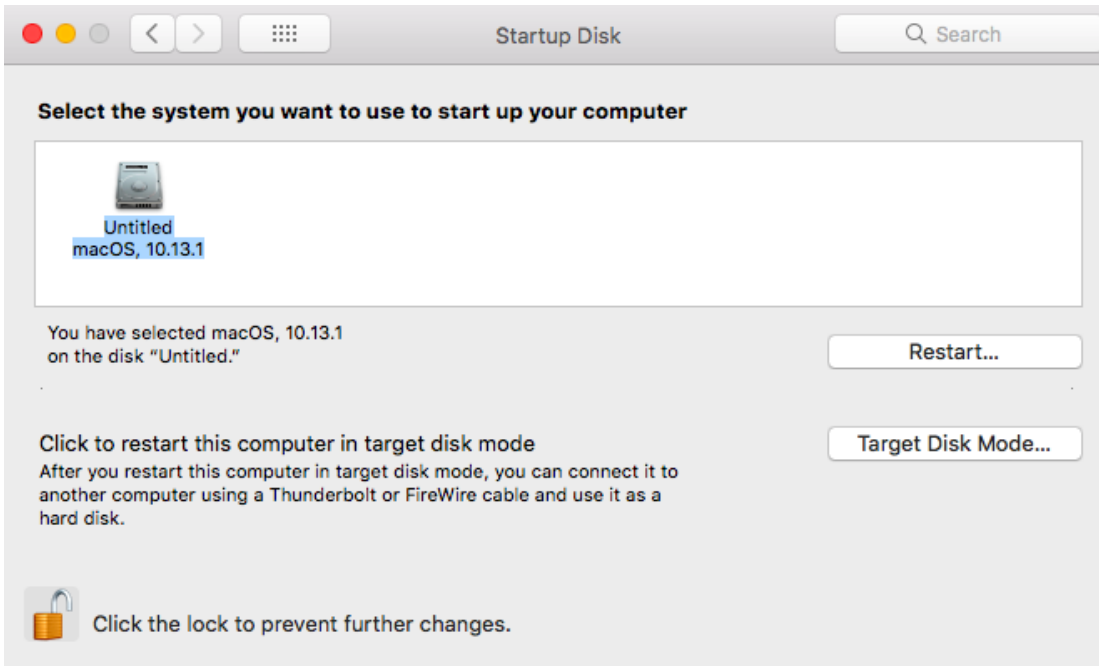 Startup Disk
Search
Select the system you want to use to start up your computer
Untitled
macOS, 10.13.1
You have selected macOS, 10.13.1
on the disk “Untitled.”
Restart...
Click to restart this computer in target disk mode
Target Disk Mode...
After you restart this computer in target disk mode, you can connect it to
another computer using a Thunderbolt or FireWire cable and use it as a
hard disk.
Click the lock to prevent further changes.